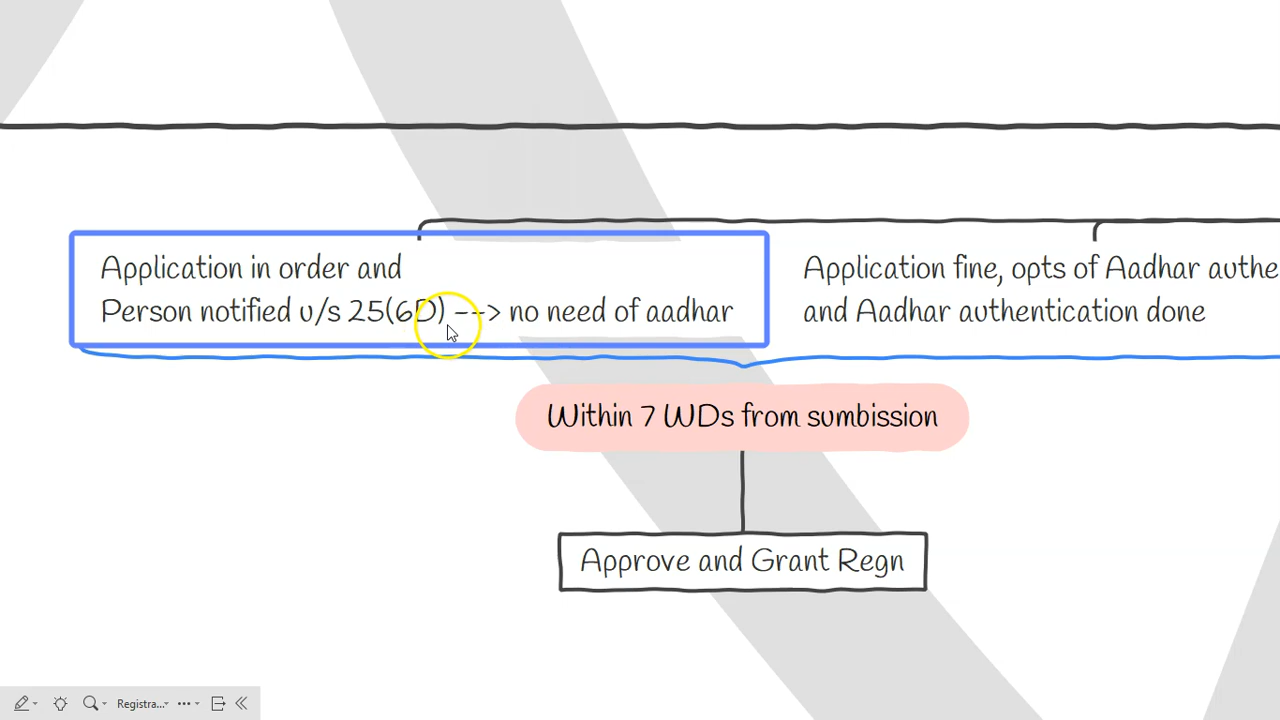 Application in order and
Person notified u/s 25(6D) --> no need of aadhar
Application fine, opts of Aadhar authe
and Aadhar authentication done
Within 7 WDs from sumbission
Approve and Grant Regn
Registra...